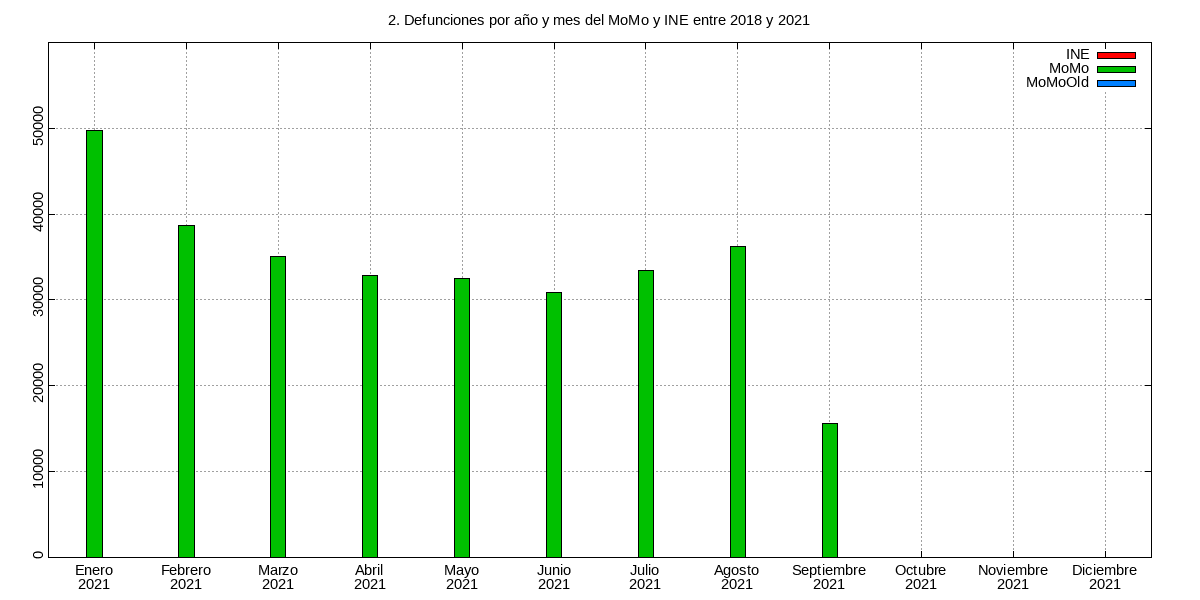 2. Defunciones por año y mes del MoMo y INE entre 2018 y 2021
INE
MoMo
MoMoOld
50000
40000
30000
20000
10000
0
Enero Febrero Marzo Abril Mayo Junio Julio Agosto Septiembre Octubre Noviembre Diciembre
2021 2021 2021 2021 2021 2021 2021 2021 2021 2021 2021 2021